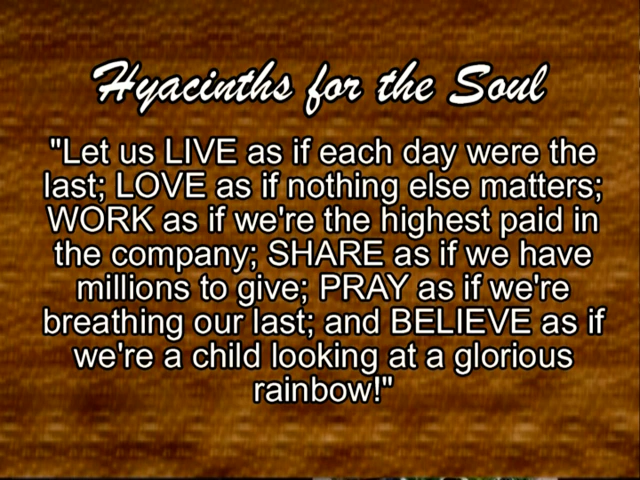 Hyacinths for the Soul
"Let us LIVE as if each day were the
last; LOVE as if nothing else matters;
WORK as if we're the highest paid in
the company; SHARE as if we have
millions to give; PRAY as if we're
breathing our last; and BELIEVE as if
we're a child looking at a glorious
rainbow!"